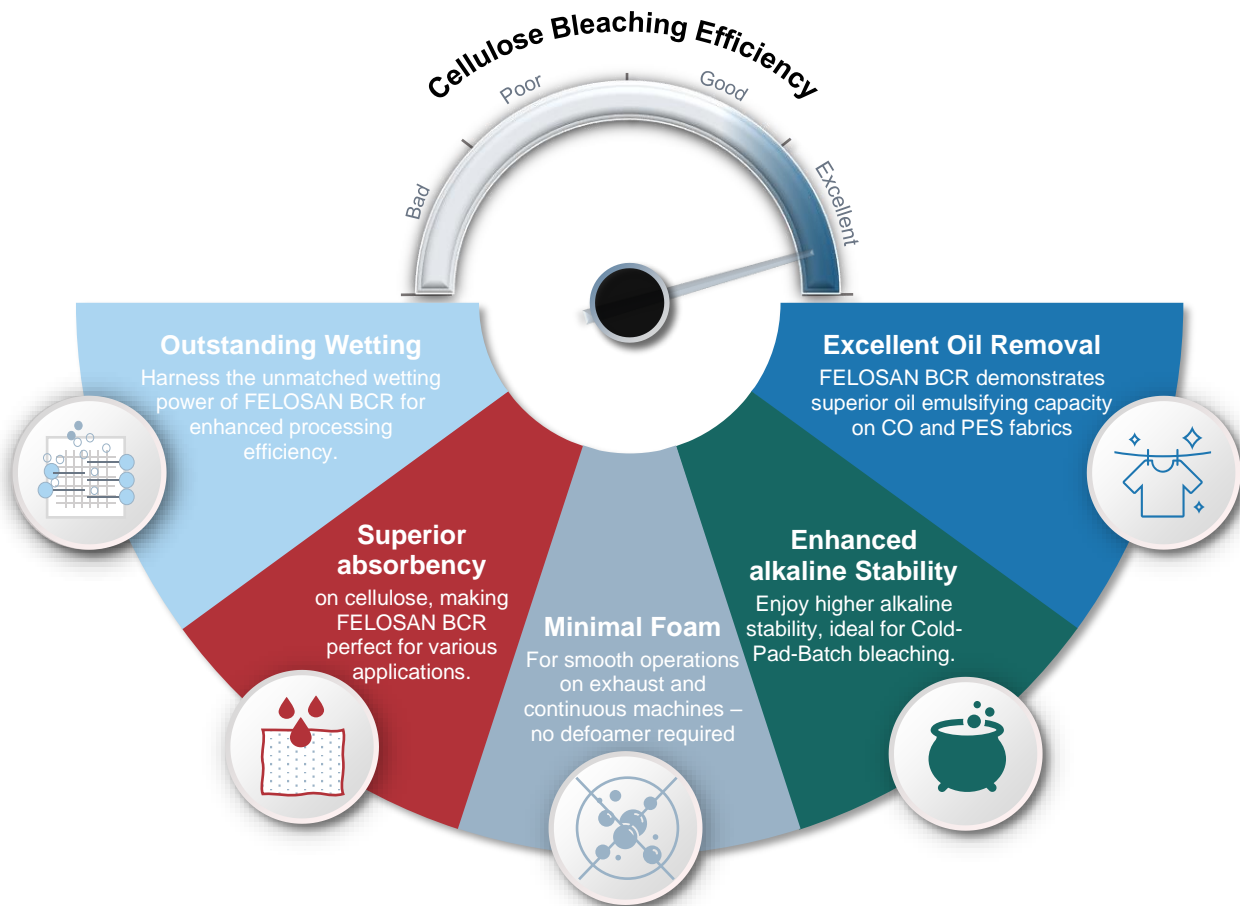 Cellulose Bleaching Efficiency
Bad
Poor
Good
Excellent
Outstanding Wetting
Harness the unmatched wetting
power of FELOSAN BCR for
enhanced processing
efficiency.
Superior
absorbency
on cellulose, making
FELOSAN BCR
perfect for various
applications.
Minimal Foam
For smooth operations
on exhaust and
continuous machines –
no defoamer required
Enhanced
alkaline Stability
Enjoy higher alkaline
stability, ideal for Cold-
Pad-Batch bleaching.
Excellent Oil Removal
FELOSAN BCR demonstrates
superior oil emulsifying capacity
on CO and PES fabrics